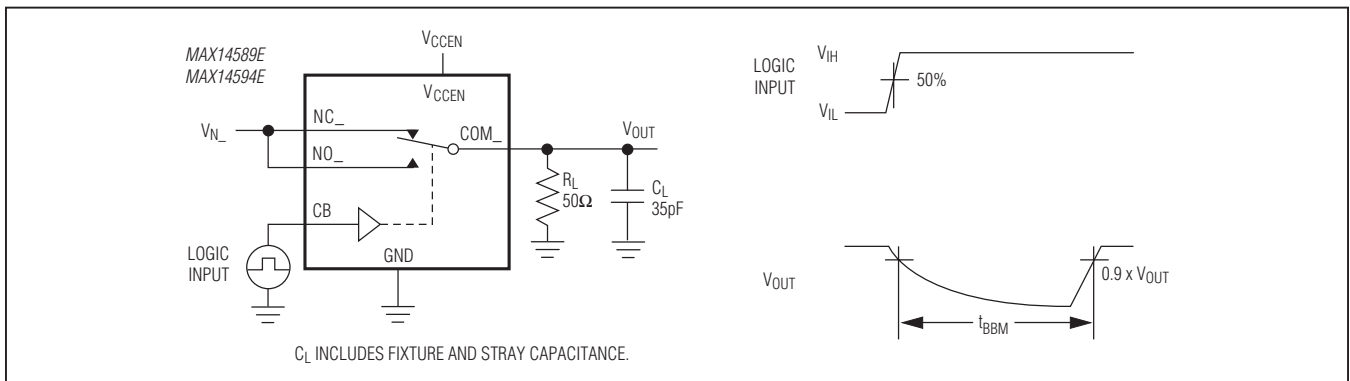 MAX14589E
MAX14594E
VCCEN
VCCEN
VN_
NC_
NO_
COM_
VOUT
RL
50Ω
CL
35pF
CB
LOGIC
INPUT
GND
CL INCLUDES FIXTURE AND STRAY CAPACITANCE.
LOGIC
INPUT
VIH
VIL
50%
VOUT
0.9 x VOUT
tBBM